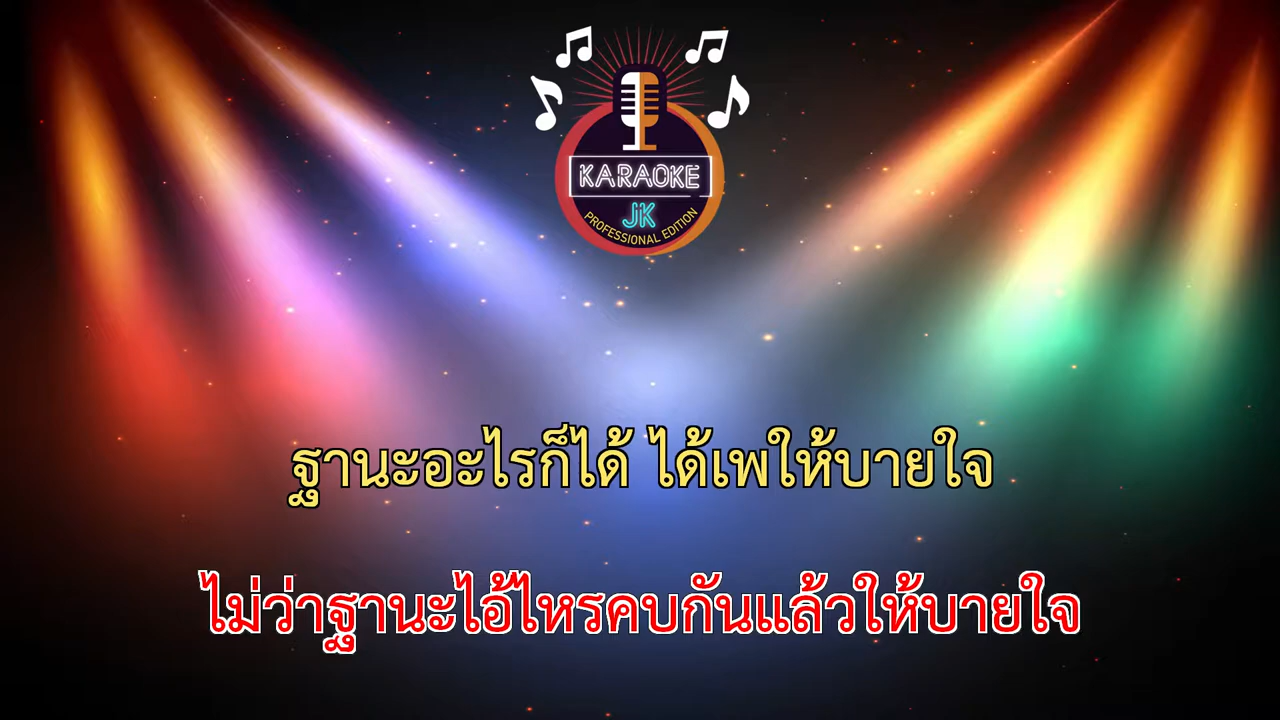 KARAOKE
JK
PROFESSIONAL EDITION
ฐานะอะไรก็ได้ ได้เพให้บายใจ
ไม่ว่าฐานะไอ้ไหรคบกันแล้วให้บายใจ